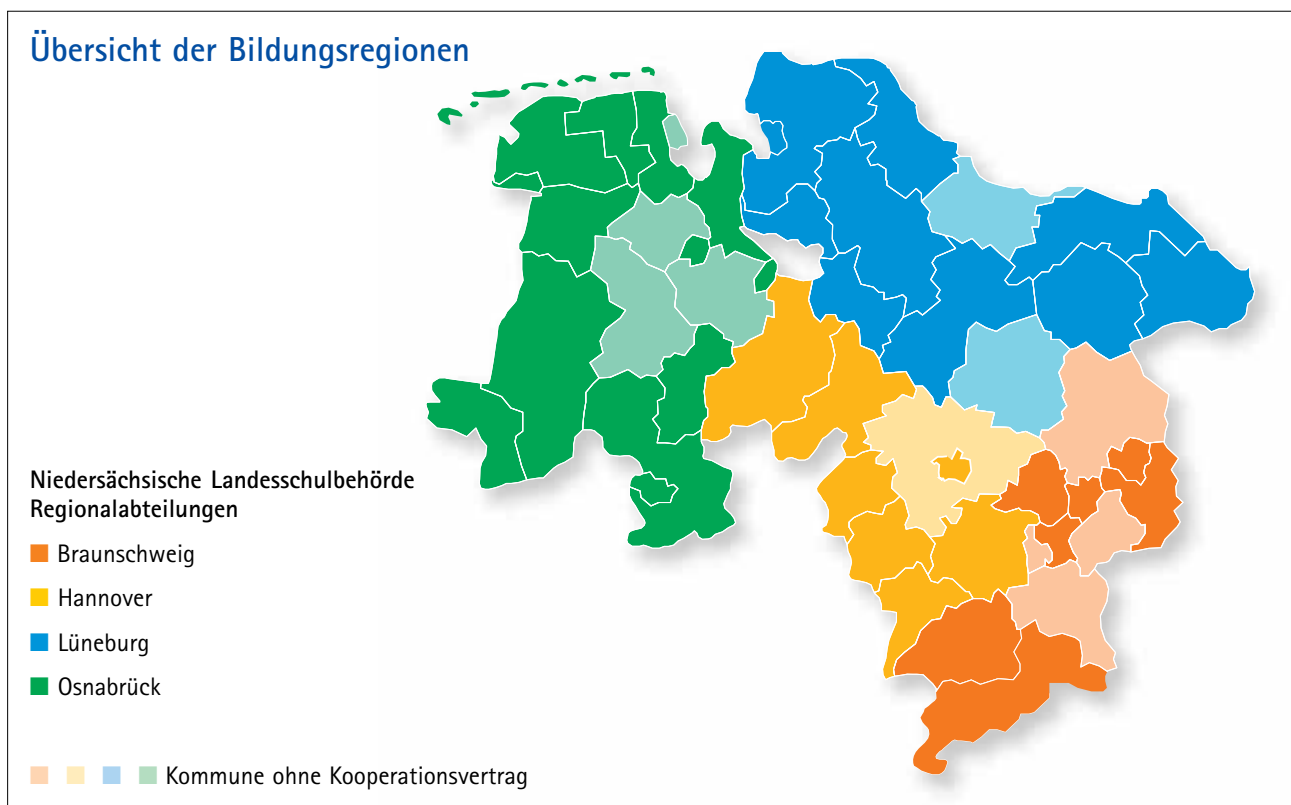 Übersicht der Bildungsregionen
Niedersächsische Landesschulbehörde
Regionalabteilungen
Braunschweig
Hannover
Lüneburg
Osnabrück
Kommune ohne Kooperationsvertrag